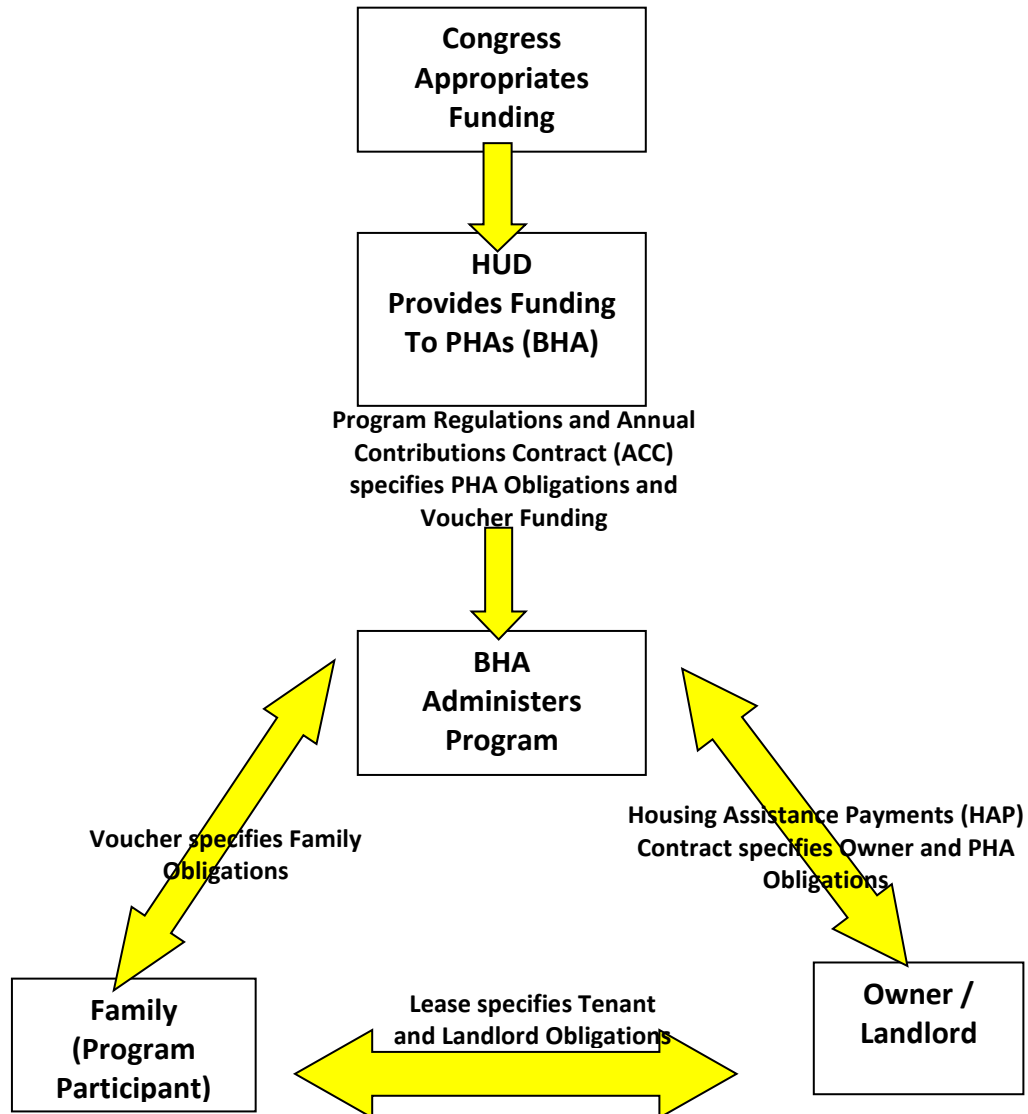 Congress
Appropriates
Funding
HUD
Provides Funding
To PHAs (BHA)
Program Regulations and Annual
Contributions Contract (ACC)
specifies PHA Obligations and
Voucher Funding
BHA
Administers
Program
Voucher specifies Family
Obligations
Housing Assistance Payments (HAP)
Contract specifies Owner and PHA
Obligations
Family
(Program
Participant)
Lease specifies Tenant
and Landlord Obligations
Owner /
Landlord